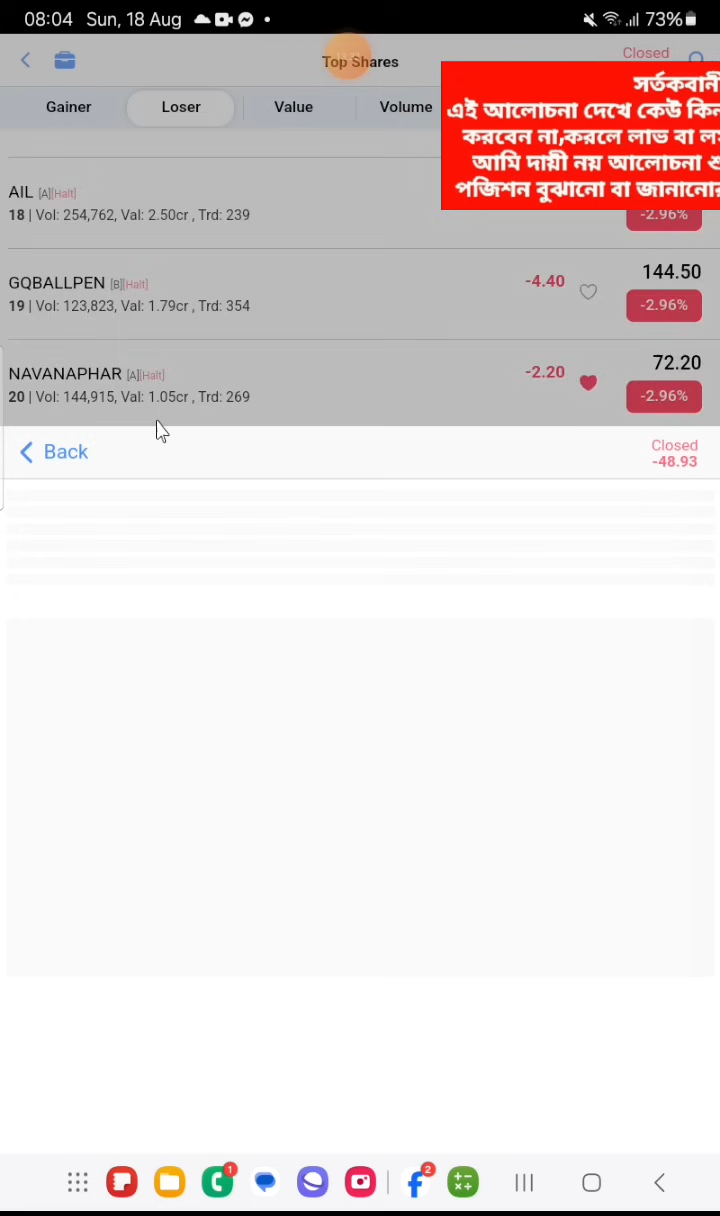 08:04 Sun, 18 Aug
73%
Top Shares
Closed
Gainer Loser Value Volume
সর্তকবানী
এই আলোচনা দেখে কেউ
করবেন না,করলে লাভ বা
আমি দায়ী নয় আলোচনা
পজিশন বুঝানো বা
AIL [A][Halt]
18 | Vol: 254,762, Val: 2.50cr , Trd: 239
-2.96%
GQBALLPEN [B][Halt]
19 | Vol: 123,823, Val: 1.79cr , Trd: 354
-4.40
144.50
-2.96%
NAVANAPHAR [A][Halt]
20 | Vol: 144,915, Val: 1.05cr , Trd: 269
-2.20
72.20
-2.96%
Back
Closed
-48.93
1
2